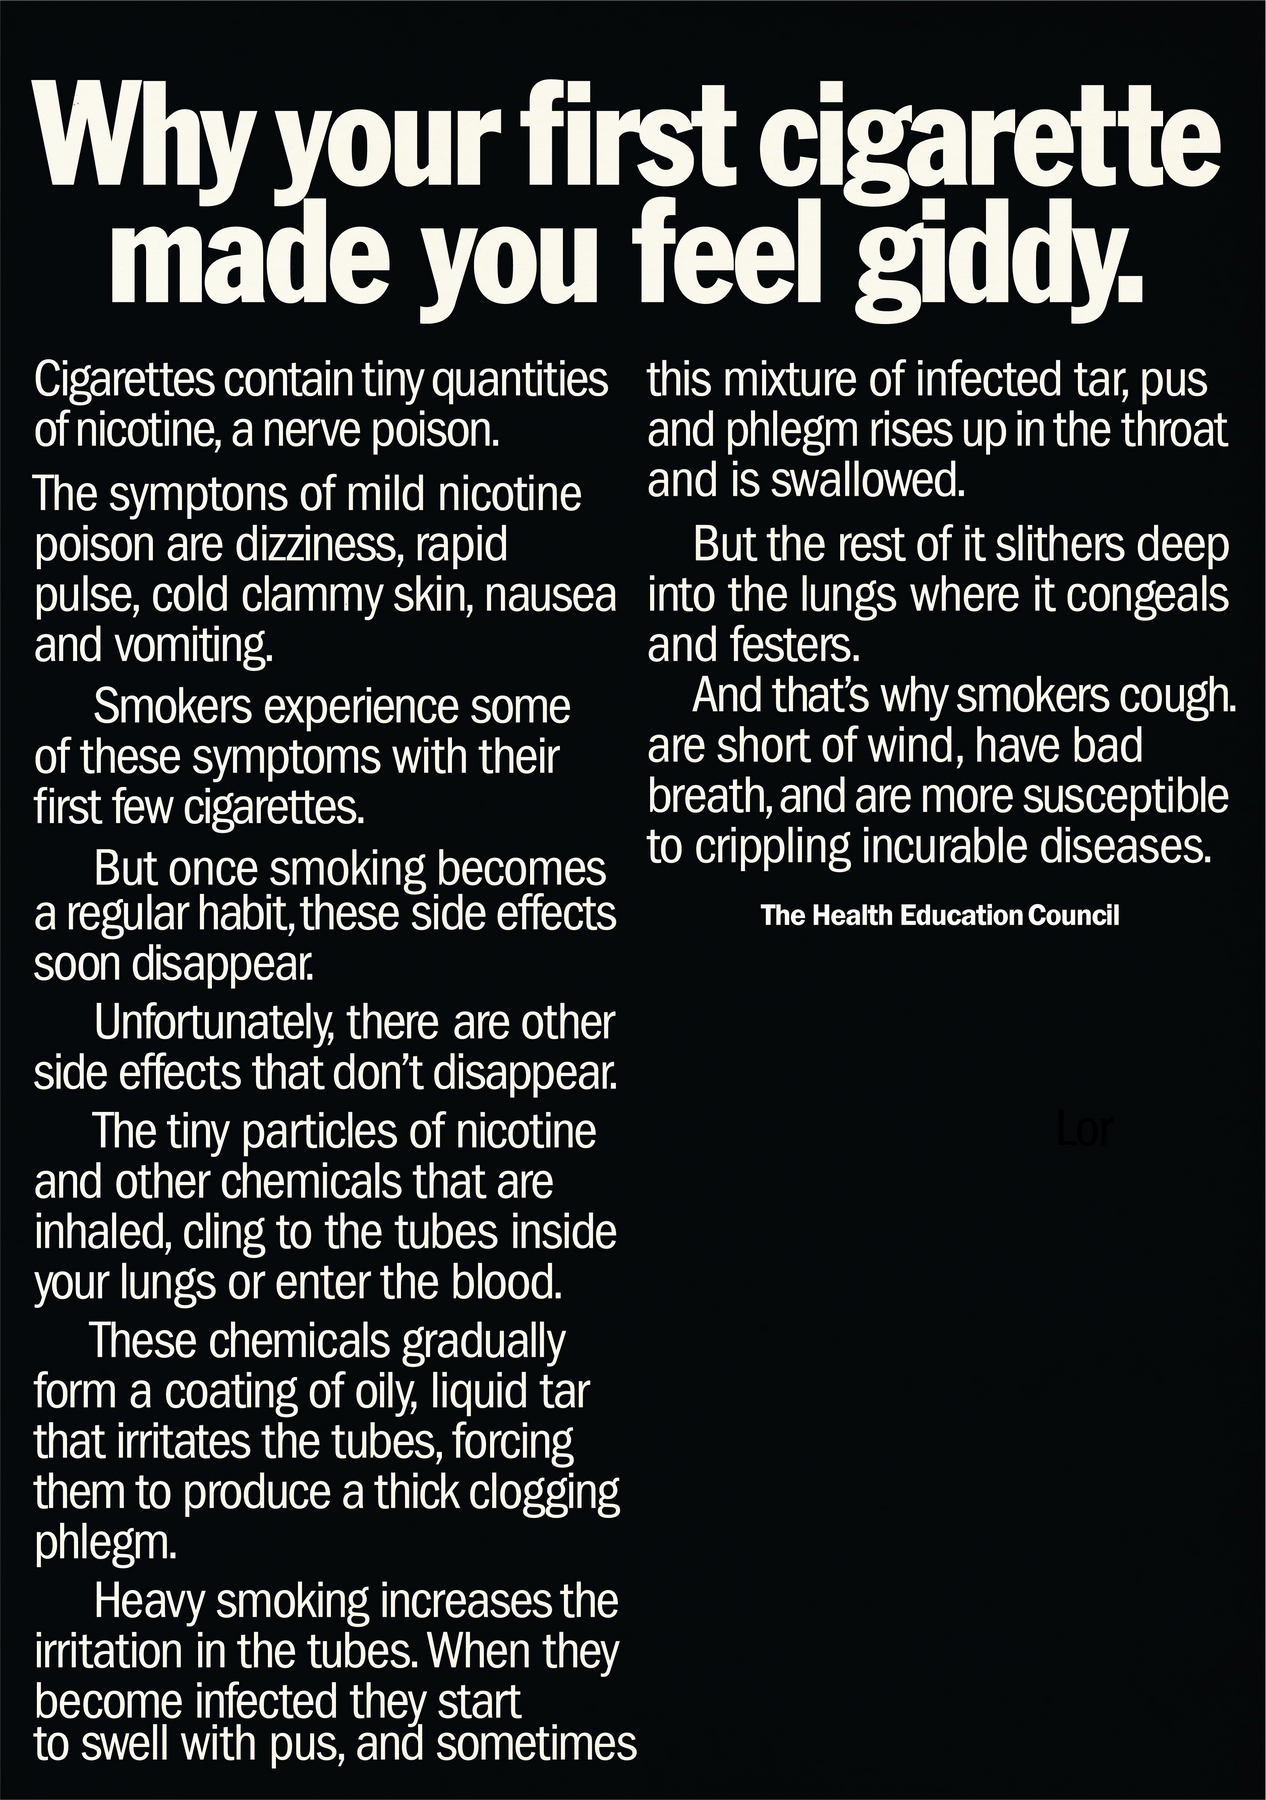 Why your first cigarette
made you feel giddy.
Cigarettes contain tiny quantities
of nicotine, a nerve poison.
The symptons of mild nicotine
poison are dizziness, rapid
pulse, cold clammy skin, nausea
and vomiting.
Smokers experience some
of these symptoms with their
first few cigarettes.
But once smoking becomes
a regular habit, these side effects
soon disappear.
Unfortunately, there are other
side effects that don’t disappear.
The tiny particles of nicotine
and other chemicals that are
inhaled, cling to the tubes inside
your lungs or enter the blood.
These chemicals gradually
form a coating of oily, liquid tar
that irritates the tubes, forcing
them to produce a thick clogging
phlegm.
Heavy smoking increases the
irritation in the tubes. When they
become infected they start
to swell with pus, and sometimes
this mixture of infected tar, pus
and phlegm rises up in the throat
and is swallowed.
But the rest of it slithers deep
into the lungs where it congeals
and festers.
And that’s why smokers cough.
are short of wind, have bad
breath, and are more susceptible
to crippling incurable diseases.
The Health Education Council
Lor